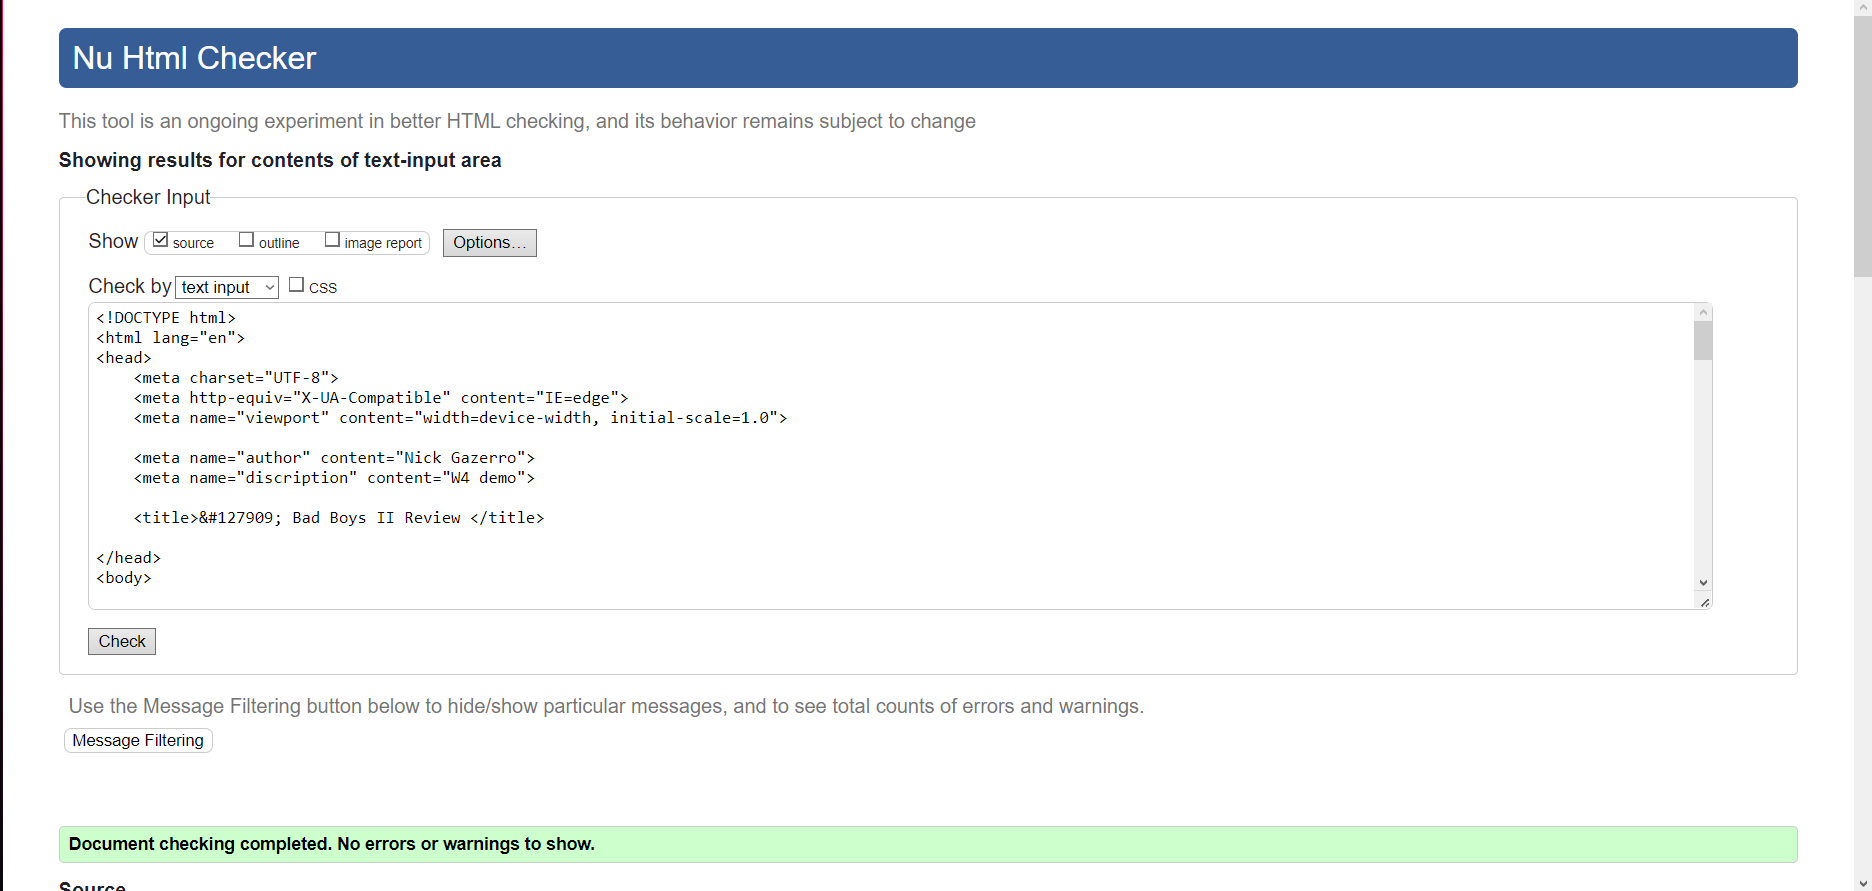 Nu Html Checker
This tool is an ongoing experiment in better HTML checking, and its behavior remains subject to change
Showing results for contents of text-input area
Checker Input
Show source outline image report Options...
Check by text input CSS
<!DOCTYPE html>
<html lang="en">
<head>
    <meta charset="UTF-8">
    <meta http-equiv="X-UA-Compatible" content="IE=edge">
    <meta name="viewport" content="width=device-width, initial-scale=1.0">
    <meta name="author" content="Nick Gazerro">
    <meta name="discription" content="W4 demo">
    <title>&#127909; Bad Boys II Review </title>
</head>
<body>
Check
Use the Message Filtering button below to hide/show particular messages, and to see total counts of errors and warnings.
Message Filtering
Document checking completed. No errors or warnings to show.
Source